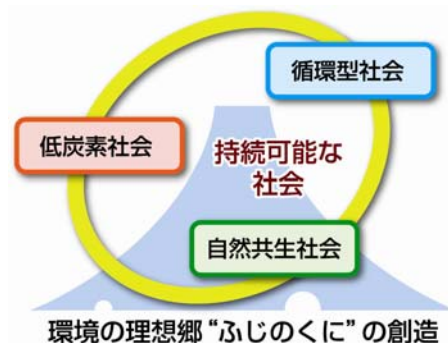 循環型社会
低炭素社会
持続可能な
社会
自然共生社会
環境の理想郷“ふじのくに”の創造